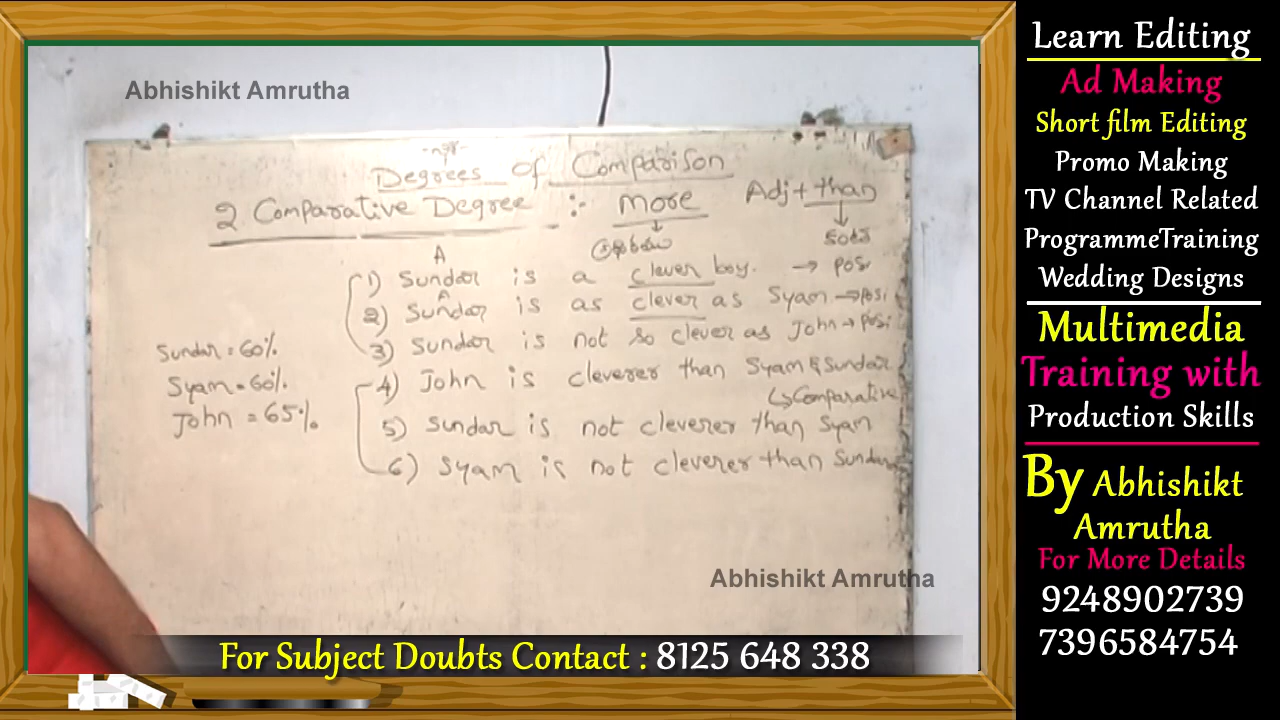 Abhishikt Amrutha
Degrees of Comparison
2 Comparative Degree :- more Adj + than
A
1) Sundar is a clever boy. → Posi
A
2) Sundar is as clever as Syam → Posi
3) Sundar is not so clever as John → Posi
4) John is cleverer than Syam & Sundar
↳ Comparative
5) Sundar is not cleverer than Syam
6) Syam is not cleverer than Sundar
Sundar = 60%
Syam = 60%
John = 65%
Abhishikt Amrutha
For Subject Doubts Contact : 8125 648 338
Learn Editing
Ad Making
Short film Editing
Promo Making
TV Channel Related
ProgrammeTraining
Wedding Designs
Multimedia
Training with
Production Skills
By Abhishikt
Amrutha
For More Details
9248902739
7396584754